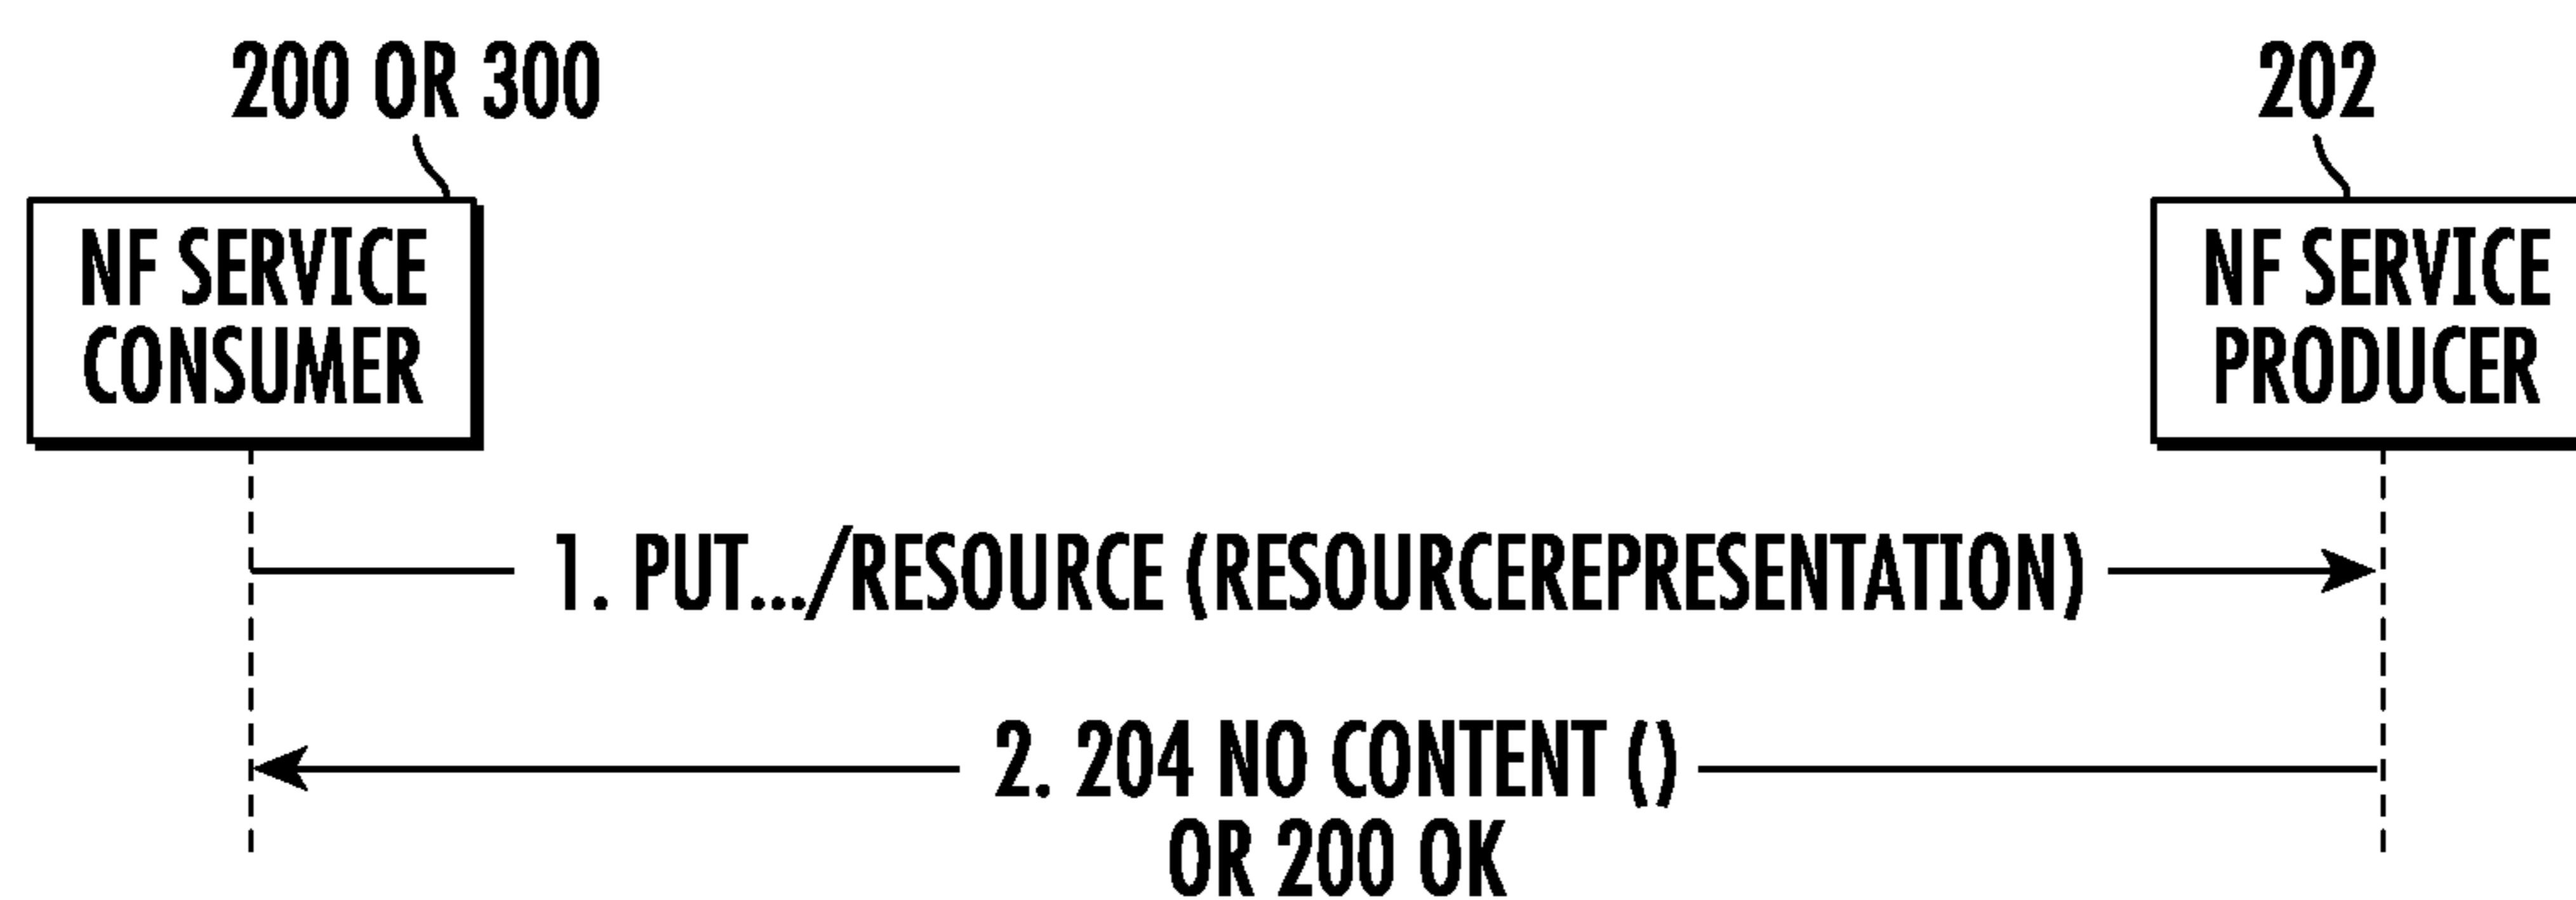 200 OR 300
202
NF SERVICE
CONSUMER
NF SERVICE
PRODUCER
1. PUT.../RESOURCE (RESOURCEREPRESENTATION)
2. 204 NO CONTENT ()
OR 200 OK